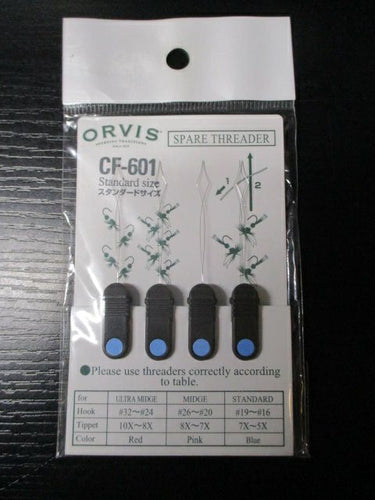 ORVIS
SPARE THREADER
CF-601
Standard size
スタンダードサイズ
1
2
●Please use threaders correctly according
to table.
for ULTRA MIDGE MIDGE STANDARD
Hook #32〜#24 #26〜#20 #19〜#16
Tippet 10X〜8X 8X〜7X 7X〜5X
Color Red Pink Blue